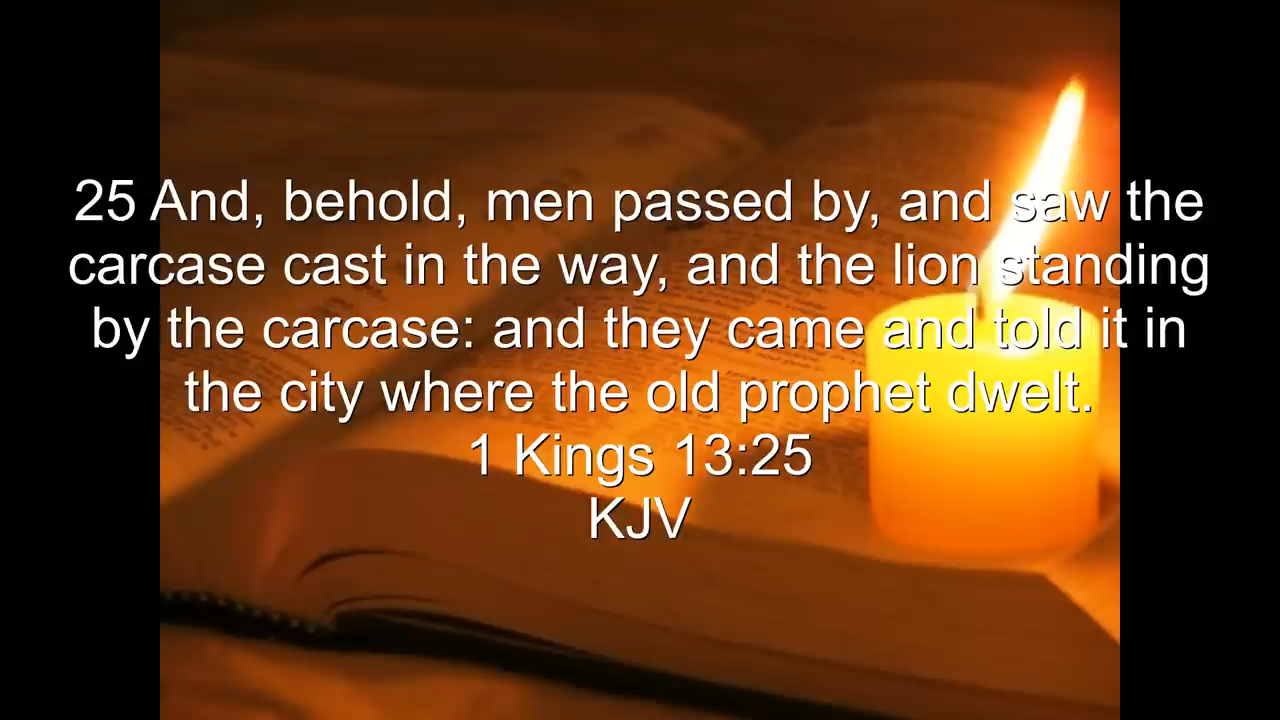 25 And, behold, men passed by, and saw the
carcase cast in the way, and the lion standing
by the carcase: and they came and told it in
the city where the old prophet dwelt.
1 Kings 13:25
KJV